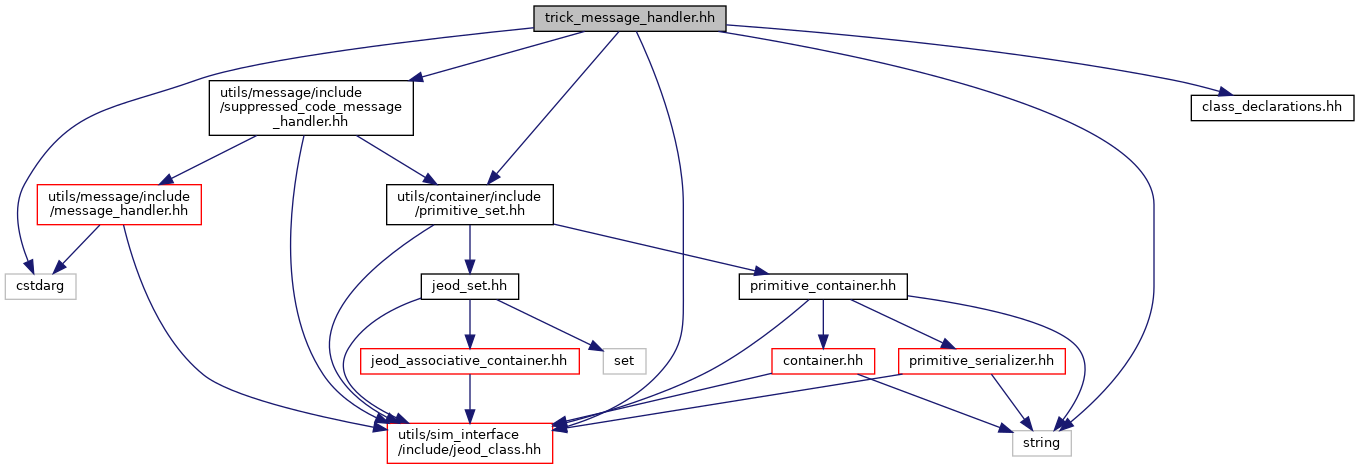 trick_message_handler.hh
utils/message/include
/suppressed_code_message
_handler.hh
class_declarations.hh
utils/message/include
/message_handler.hh
utils/container/include
/primitive_set.hh
cstdarg
jeod_set.hh
primitive_container.hh
jeod_associative_container.hh
set
container.hh
primitive_serializer.hh
utils/sim_interface
/include/jeod_class.hh
string